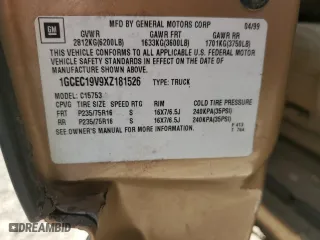 GM
MFD BY GENERAL MOTORS CORP 04/99
GVWR GAWR FRT GAWR RR
2812KG(6200LB) 1633KG(3600LB) 1701KG(3750LB)
THIS VEHICLE CONFORMS TO ALL APPLICABLE U.S. FEDERAL MOTOR
VEHICLE SAFETY STANDARDS IN EFFECT ON THE DATE OF
MANUFACTURE SHOWN ABOVE.
1GCEC19V9XZ181526 TYPE: TRUCK
MODEL: C15753
1CPVEC TIRE SIZE SPEED RTG RIM COLD TIRE PRESSURE
FRT P235/75R16 S 16X7/6.5J 240KPA(35PSI)
RR P235/75R16 S 16X7/6.5J 240KPA(35PSI)
SEE OWNER'S MANUAL FOR MORE INFORMATION.
A AutoHelperBot